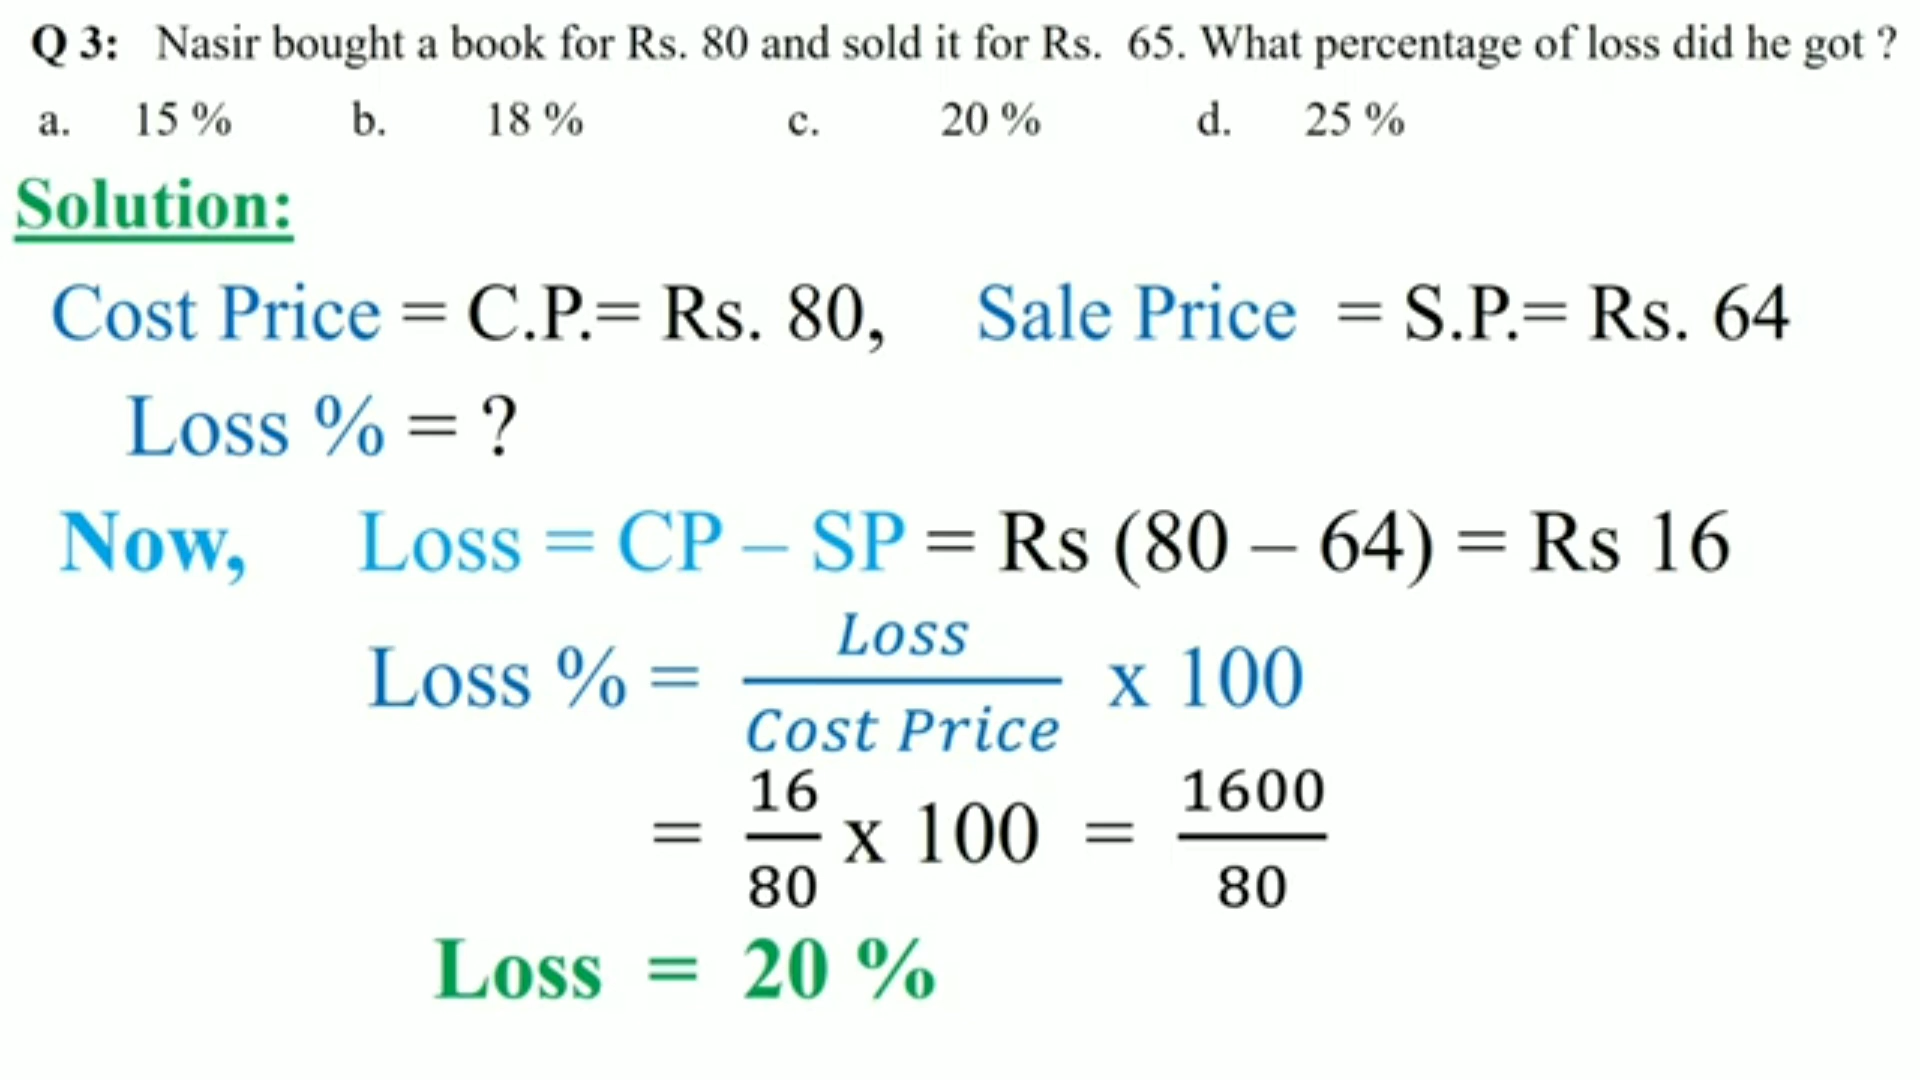 Q 3: Nasir bought a book for Rs. 80 and sold it for Rs. 65. What percentage of loss did he got ?
a. 15 % b. 18 % c. 20 % d. 25 %
Solution:
Cost Price = C.P.= Rs. 80, Sale Price = S.P.= Rs. 64
Loss % = ?
Now, Loss = CP – SP = Rs (80 – 64) = Rs 16
Loss % = Loss / Cost Price x 100
= 16/80 x 100 = 1600/80
Loss = 20 %